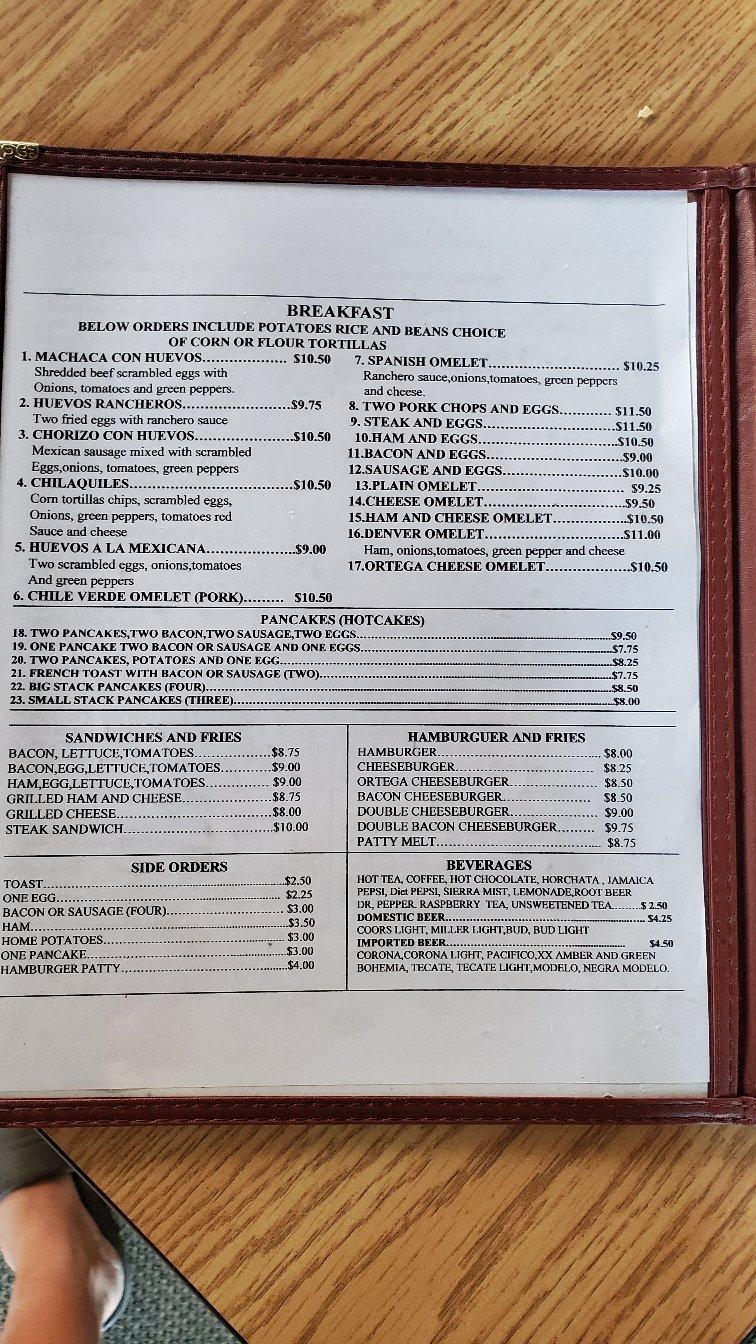 BREAKFAST
BELOW ORDERS INCLUDE POTATOES RICE AND BEANS CHOICE
OF CORN OR FLOUR TORTILLAS
1. MACHACA CON HUEVOS.................. $10.50
Shredded beef scrambled eggs with
Onions, tomatoes and green peppers.
2. HUEVOS RANCHEROS.......................$9.75
Two fried eggs with ranchero sauce
3. CHORIZO CON HUEVOS.....................$10.50
Mexican sausage mixed with scrambled
Eggs,onions, tomatoes, green peppers
4. CHILAQUILES...................................$10.50
Corn tortillas chips, scrambled eggs,
Onions, green peppers, tomatoes red
Sauce and cheese
5. HUEVOS A LA MEXICANA...................$9.00
Two scrambled eggs, onions,tomatoes
And green peppers
6. CHILE VERDE OMELET (PORK)......... $10.50
7. SPANISH OMELET............................ $10.25
Ranchero sauce,onions,tomatoes, green peppers
and cheese.
8. TWO PORK CHOPS AND EGGS........... $11.50
9. STEAK AND EGGS............................$11.50
10.HAM AND EGGS.............................$10.50
11.BACON AND EGGS.............................$9.00
12.SAUSAGE AND EGGS........................$10.00
13.PLAIN OMELET................................ $9.25
14.CHEESE OMELET..............................$9.50
15.HAM AND CHEESE OMELET................$10.50
16.DENVER OMELET............................$11.00
Ham, onions,tomatoes, green pepper and cheese
17.ORTEGA CHEESE OMELET..................$10.50
PANCAKES (HOTCAKES)
18. TWO PANCAKES,TWO BACON,TWO SAUSAGE,TWO EGGS..........................................$9.50
19. ONE PANCAKE TWO BACON OR SAUSAGE AND ONE EGGS..........................................$7.75
20. TWO PANCAKES, POTATOES AND ONE EGG..........................................$8.25
21. FRENCH TOAST WITH BACON OR SAUSAGE (TWO)..........................................$7.75
22. BIG STACK PANCAKES (FOUR)..........................................$8.50
23. SMALL STACK PANCAKES (THREE)..........................................$8.00
SANDWICHES AND FRIES
BACON, LETTUCE,TOMATOES..................$8.75
BACON,EGG,LETTUCE,TOMATOES............$9.00
HAM,EGG,LETTUCE,TOMATOES...............$9.00
GRILLED HAM AND CHEESE....................$8.75
GRILLED CHEESE....................................$8.00
STEAK SANDWICH..................................$10.00
HAMBURGUER AND FRIES
HAMBURGER.......................................$8.00
CHEESEBURGER................................... $8.25
ORTEGA CHEESEBURGER.................... $8.50
BACON CHEESEBURGER..................... $8.50
DOUBLE CHEESEBURGER................... $9.00
DOUBLE BACON CHEESEBURGER......... $9.75
PATTY MELT....................................... $8.75
SIDE ORDERS
TOAST..........................................$2.50
ONE EGG.......................................... $2.25
BACON OR SAUSAGE (FOUR)........................$3.00
HAM..........................................$3.50
HOME POTATOES..........................................$3.00
ONE PANCAKE..........................................$3.00
HAMBURGER PATTY..........................................$4.00
BEVERAGES
HOT TEA, COFFEE, HOT CHOCOLATE, HORCHATA , JAMAICA
PEPSI, Diet PEPSI, SIERRA MIST, LEMONADE,ROOT BEER
DR, PEPPER. RASPBERRY TEA, UNSWEETENED TEA.......$ 2.50
DOMESTIC BEER.......................................... $4.25
COORS LIGHT, MILLER LIGHT,BUD, BUD LIGHT
IMPORTED BEER.......................................... $4.50
CORONA,CORONA LIGHT, PACIFICO,XX AMBER AND GREEN
BOHEMIA, TECATE, TECATE LIGHT,MODELO, NEGRA MODELO.